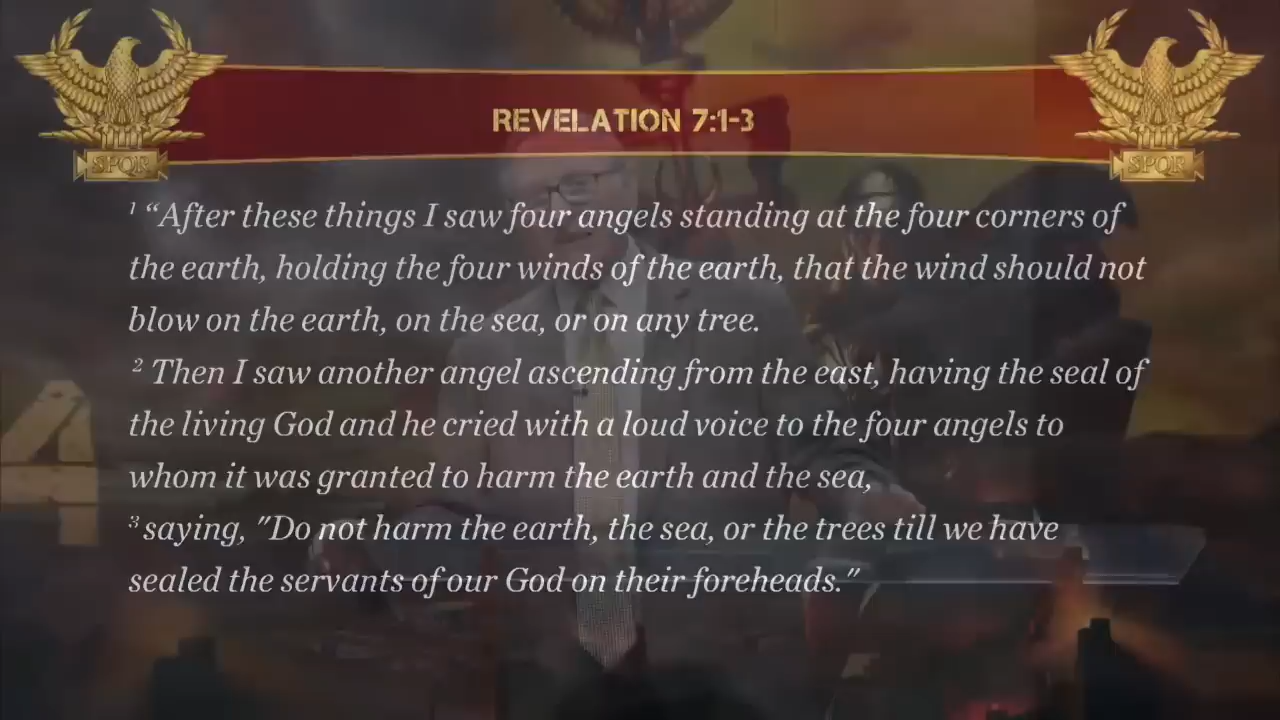 SPQR
SPQR
REVELATION 7:1-3
¹ “After these things I saw four angels standing at the four corners of
the earth, holding the four winds of the earth, that the wind should not
blow on the earth, on the sea, or on any tree.
² Then I saw another angel ascending from the east, having the seal of
the living God and he cried with a loud voice to the four angels to
whom it was granted to harm the earth and the sea,
³ saying, "Do not harm the earth, the sea, or the trees till we have
sealed the servants of our God on their foreheads."
4